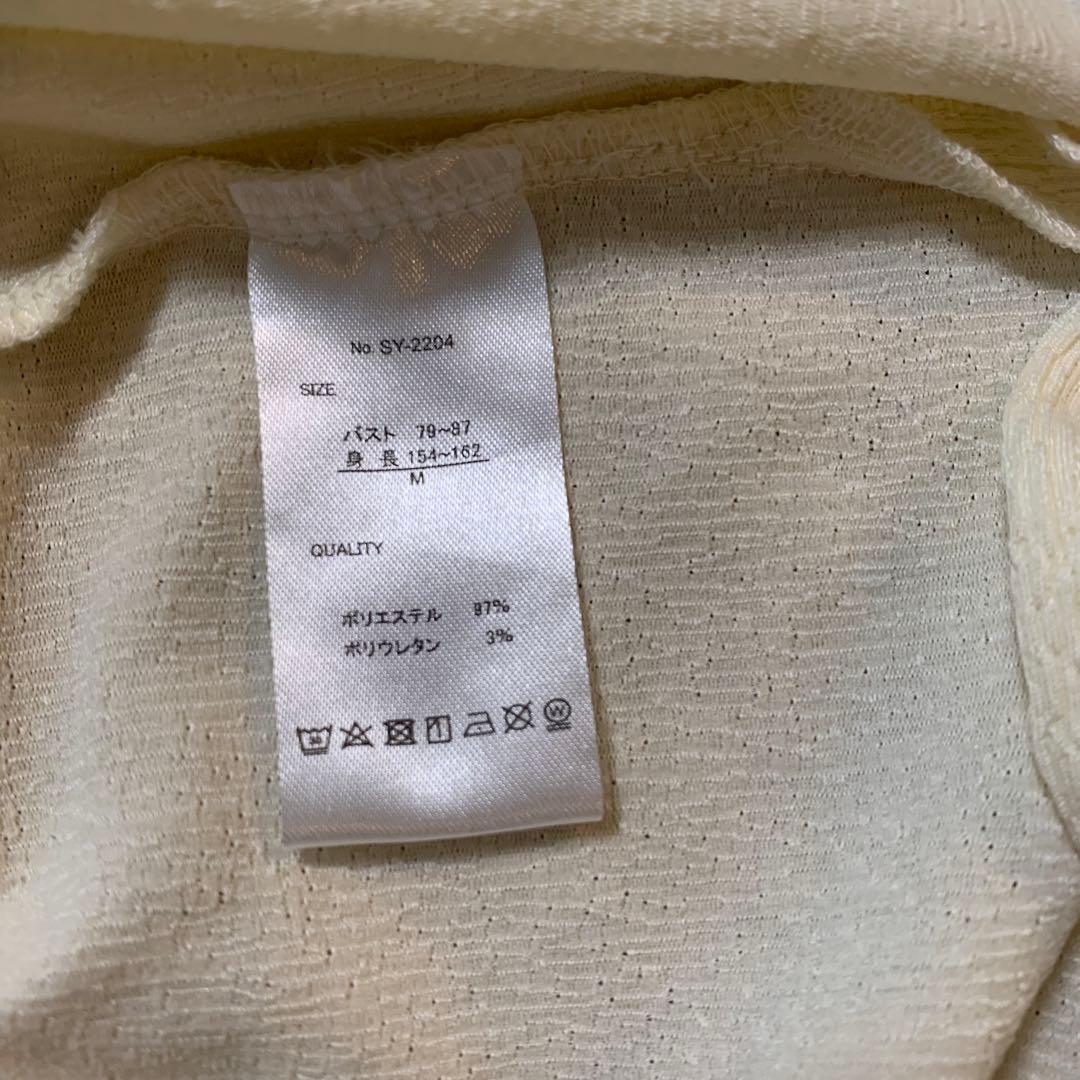 No. SY-2204
SIZE
バスト 79~87
身長 154~162
M
QUALITY
ポリエステル 97%
ポリウレタン 3%